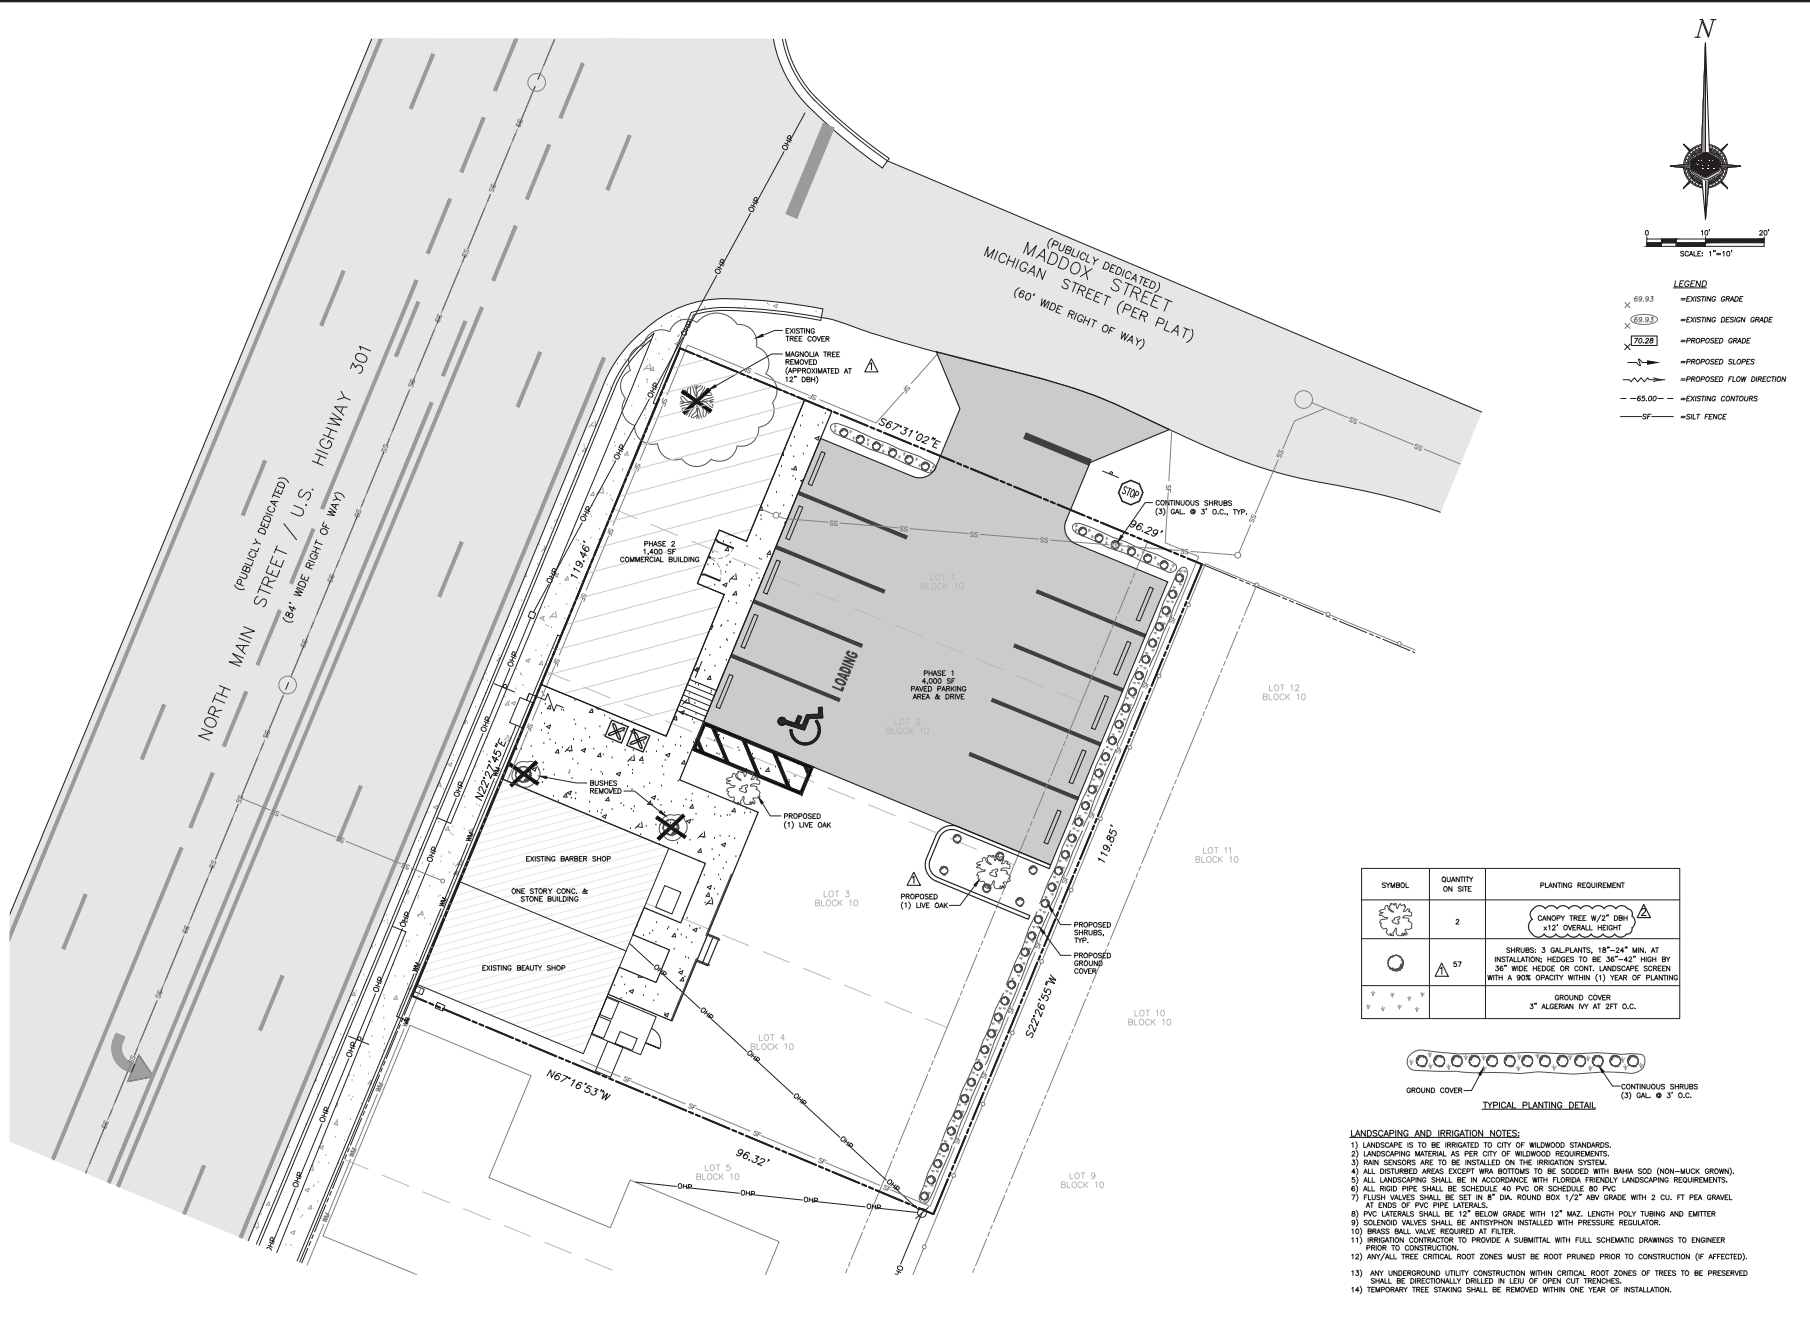 N
0 10' 20'
SCALE: 1"=10'
LEGEND
69.93 =EXISTING GRADE
69.93 =EXISTING DESIGN GRADE
70.28 =PROPOSED GRADE
=PROPOSED SLOPES
=PROPOSED FLOW DIRECTION
65.00 =EXISTING CONTOURS
SF =SILT FENCE
(PUBLICLY DEDICATED)
MADDOX STREET
MICHIGAN STREET (PER PLAT)
(60' WIDE RIGHT OF WAY)
(PUBLICLY DEDICATED)
NORTH MAIN STREET / U.S. HIGHWAY 301
(84' WIDE RIGHT OF WAY)
EXISTING
TREE COVER
MAGNOLIA TREE
REMOVED
(APPROXIMATED AT
12" DBH)
1
S67°31'02"E
96.29'
STOP
CONTINUOUS SHRUBS
(3) GAL. @ 3' O.C., TYP.
119.46'
PHASE 2
1,400 SF
COMMERCIAL BUILDING
LOT 1
BLOCK 10
PHASE 1
4,000 SF
PAVED PARKING
AREA & DRIVE
LOADING
LOT 2
BLOCK 10
LOT 12
BLOCK 10
N22°27'45"E
BUSHES
REMOVED
PROPOSED
(1) LIVE OAK
119.85'
LOT 11
BLOCK 10
EXISTING BARBER SHOP
ONE STORY CONC. &
STONE BUILDING
EXISTING BEAUTY SHOP
LOT 3
BLOCK 10
1
PROPOSED
(1) LIVE OAK
PROPOSED
SHRUBS,
TYP.
PROPOSED
GROUND
COVER
S22°26'55"W
LOT 10
BLOCK 10
LOT 4
BLOCK 10
N67°16'53"W
96.32'
LOT 5
BLOCK 10
LOT 9
BLOCK 10
OHP
SS
SF
WM
SYMBOL QUANTITY ON SITE PLANTING REQUIREMENT
2 CANOPY TREE W/2" DBH
x12' OVERALL HEIGHT 2
1 57 SHRUBS: 3 GAL.PLANTS, 18"-24" MIN. AT
INSTALLATION; HEDGES TO BE 36"-42" HIGH BY
36" WIDE HEDGE OR CONT. LANDSCAPE SCREEN
WITH A 90% OPACITY WITHIN (1) YEAR OF PLANTING
GROUND COVER
3" ALGERIAN IVY AT 2FT O.C.
GROUND COVER
CONTINUOUS SHRUBS
(3) GAL. @ 3' O.C.
TYPICAL PLANTING DETAIL
LANDSCAPING AND IRRIGATION NOTES:
1) LANDSCAPE IS TO BE IRRIGATED TO CITY OF WILDWOOD STANDARDS.
2) LANDSCAPING MATERIAL AS PER CITY OF WILDWOOD REQUIREMENTS.
3) RAIN SENSORS ARE TO BE INSTALLED ON THE IRRIGATION SYSTEM.
4) ALL DISTURBED AREAS EXCEPT WRA BOTTOMS TO BE SODDED WITH BAHIA SOD (NON-MUCK GROWN).
5) ALL LANDSCAPING SHALL BE IN ACCORDANCE WITH FLORIDA FRIENDLY LANDSCAPING REQUIREMENTS.
6) ALL RIGID PIPE SHALL BE SCHEDULE 40 PVC OR SCHEDULE 80 PVC
7) FLUSH VALVES SHALL BE SET IN 8" DIA. ROUND BOX 1/2" ABV GRADE WITH 2 CU. FT PEA GRAVEL
AT ENDS OF PVC PIPE LATERALS.
8) PVC LATERALS SHALL BE 12" BELOW GRADE WITH 12" MAZ. LENGTH POLY TUBING AND EMITTER
9) SOLENOID VALVES SHALL BE ANTISYPHON INSTALLED WITH PRESSURE REGULATOR.
10) BRASS BALL VALVE REQUIRED AT FILTER.
11) IRRIGATION CONTRACTOR TO PROVIDE A SUBMITTAL WITH FULL SCHEMATIC DRAWINGS TO ENGINEER
PRIOR TO CONSTRUCTION.
12) ANY/ALL TREE CRITICAL ROOT ZONES MUST BE ROOT PRUNED PRIOR TO CONSTRUCTION (IF AFFECTED).
13) ANY UNDERGROUND UTILITY CONSTRUCTION WITHIN CRITICAL ROOT ZONES OF TREES TO BE PRESERVED
SHALL BE DIRECTIONALLY DRILLED IN LEIU OF OPEN CUT TRENCHES.
14) TEMPORARY TREE STAKING SHALL BE REMOVED WITHIN ONE YEAR OF INSTALLATION.